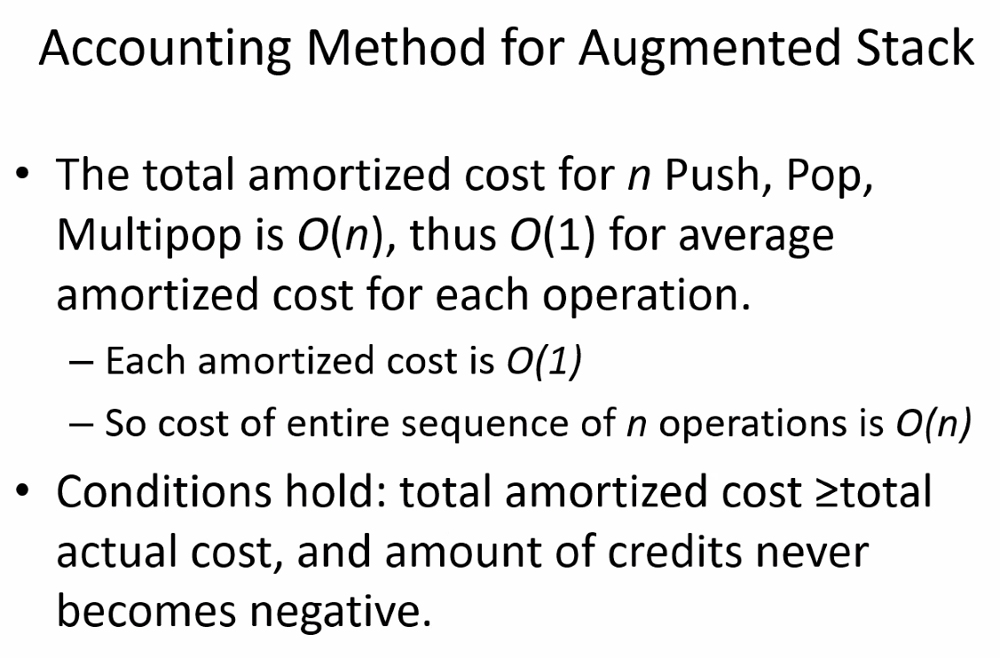 Accounting Method for Augmented Stack
• The total amortized cost for n Push, Pop,
Multipop is O(n), thus O(1) for average
amortized cost for each operation.
– Each amortized cost is O(1)
– So cost of entire sequence of n operations is O(n)
• Conditions hold: total amortized cost ≥total
actual cost, and amount of credits never
becomes negative.